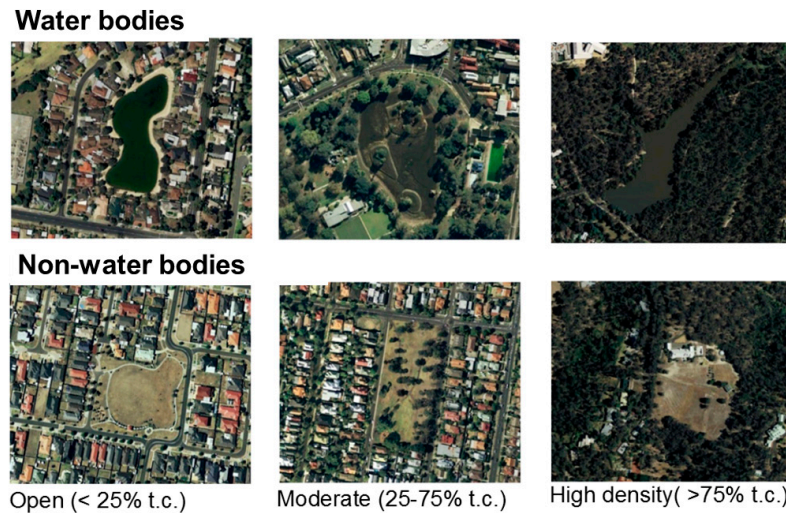 Water bodies
Non-water bodies
Open (< 25% t.c.)
Moderate (25-75% t.c.)
High density( >75% t.c.)